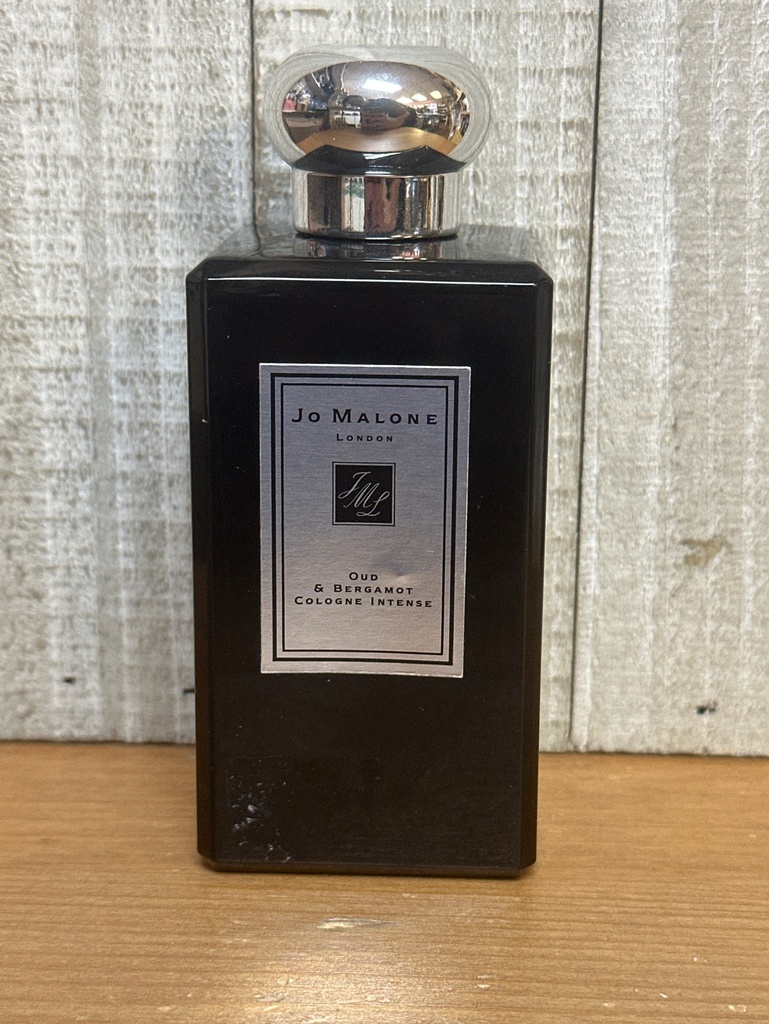 Jo Malone
London
JML
Oud
& Bergamot
Cologne Intense